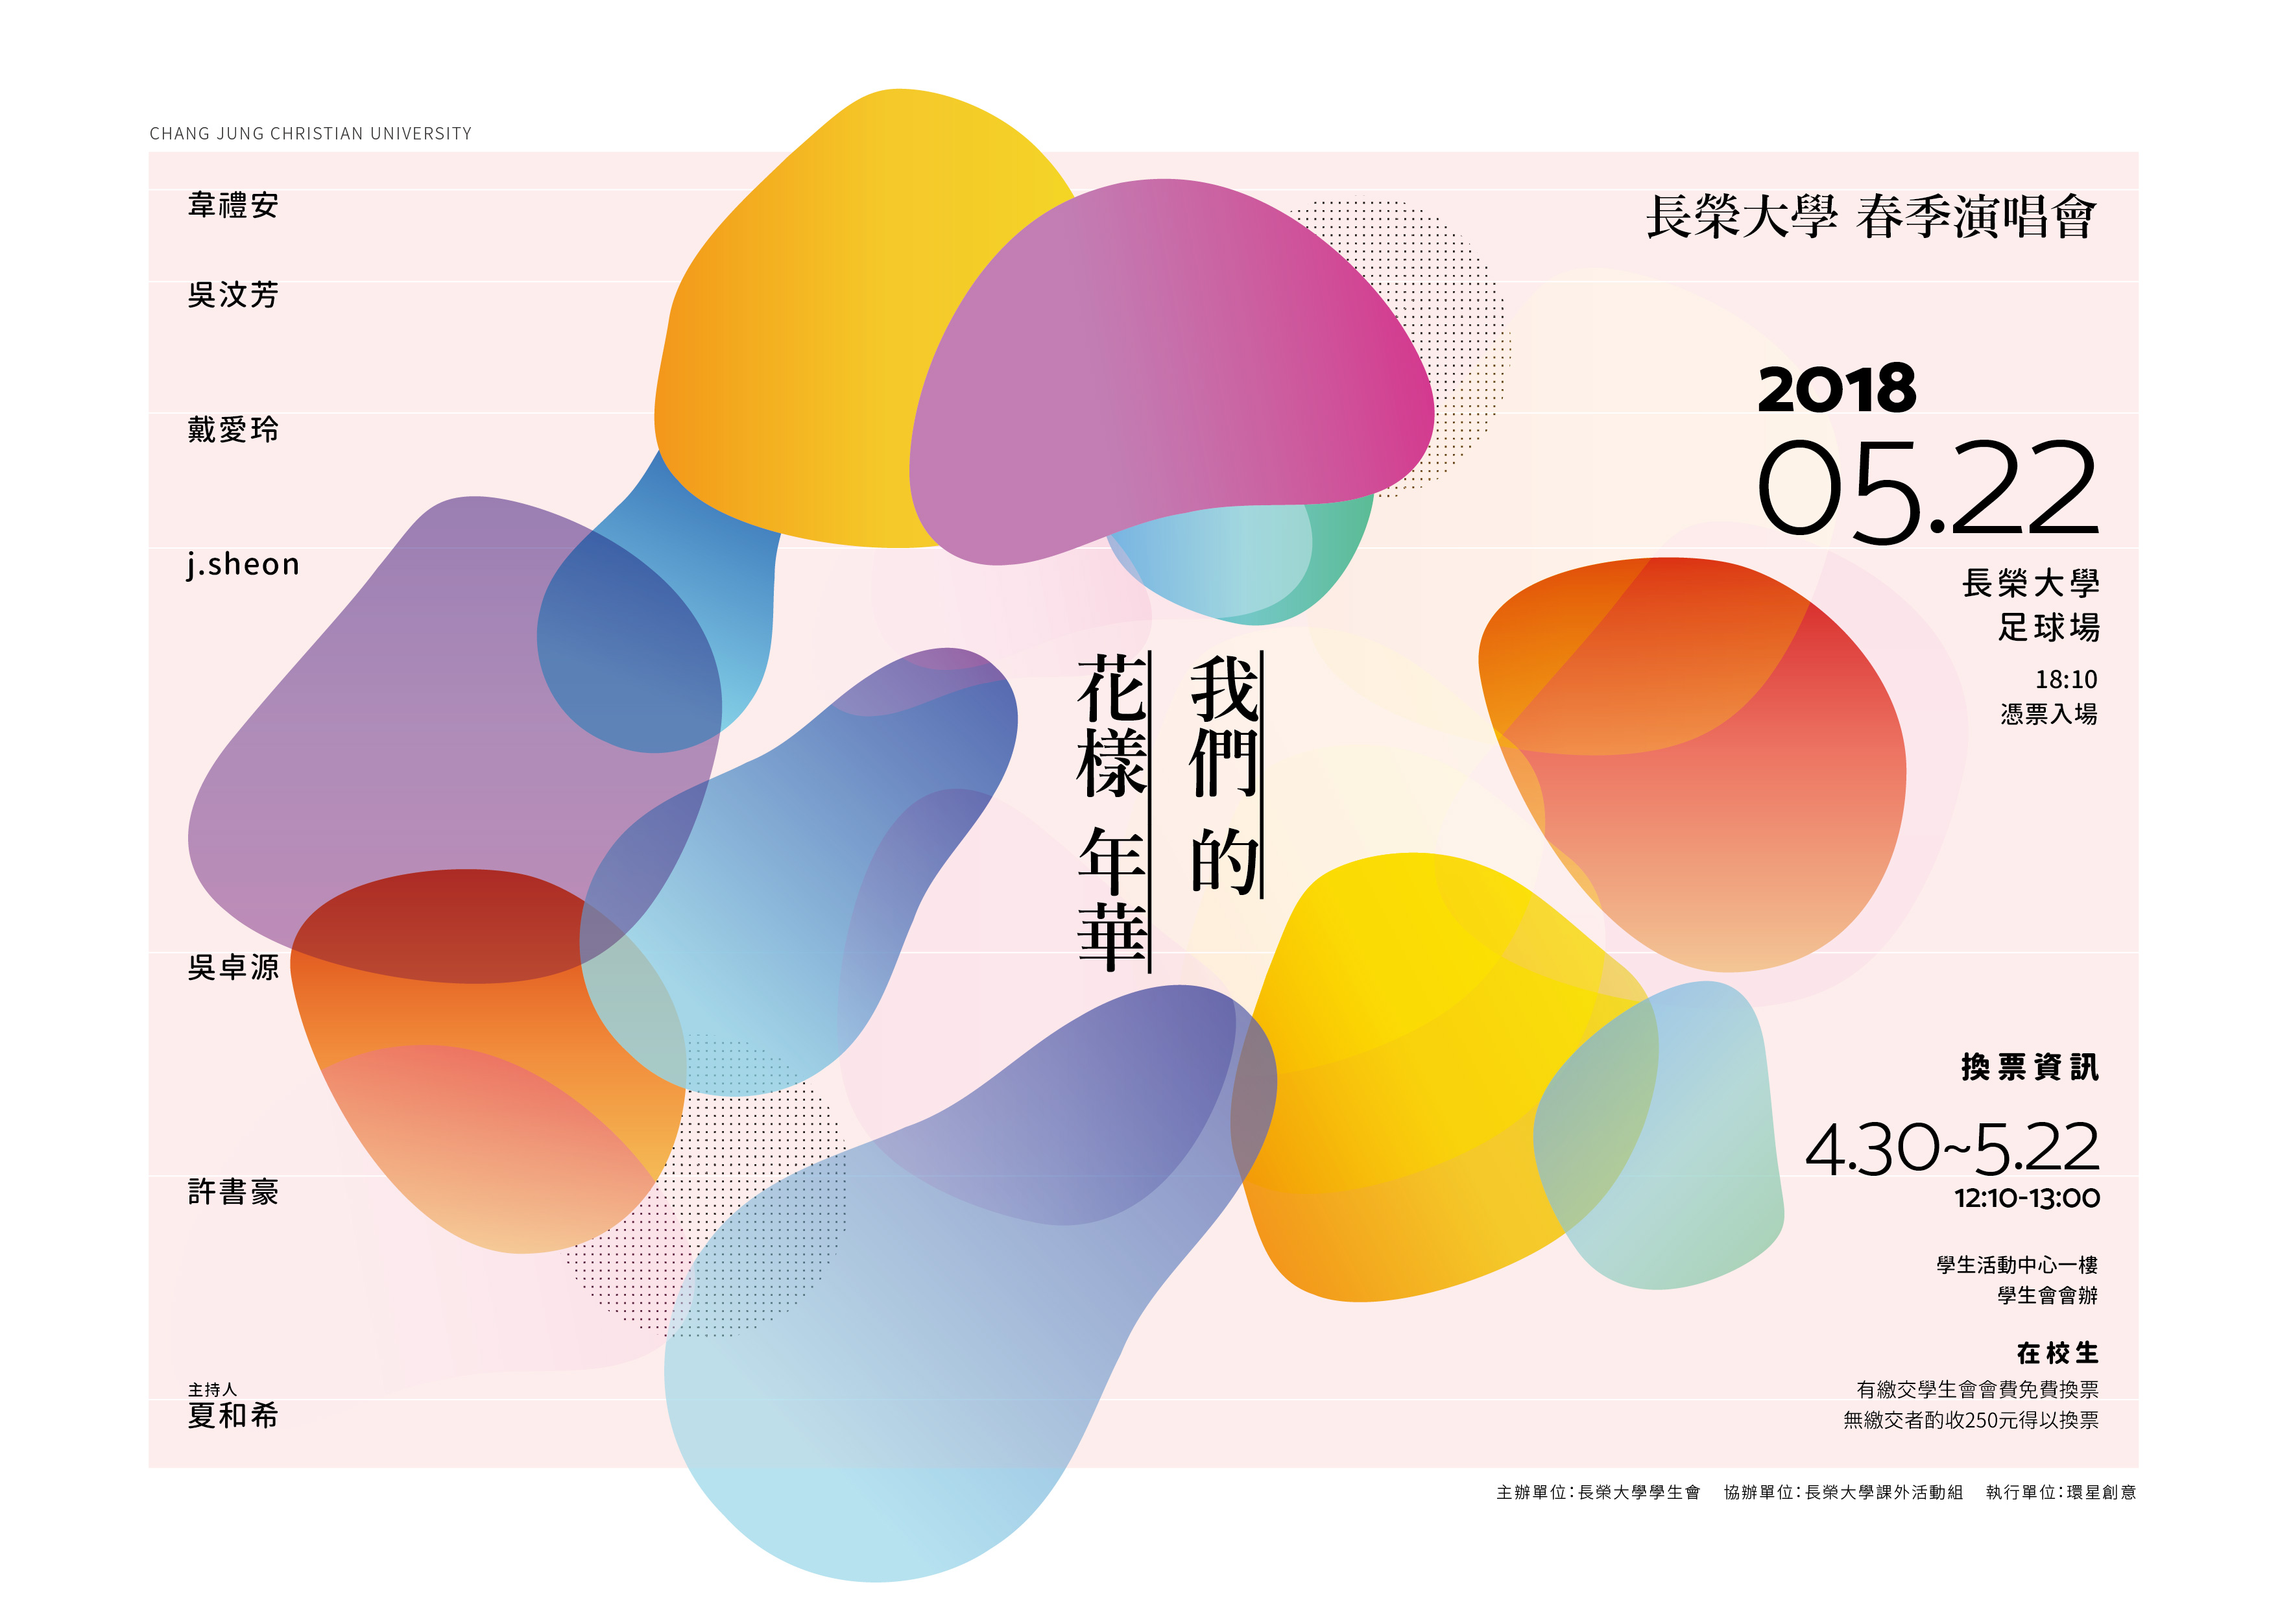 CHANG JUNG CHRISTIAN UNIVERSITY
韋禮安
吳汶芳
戴愛玲
j.sheon
吳卓源
許書豪
主持人
夏和希
我們 的
花樣 年華
長榮大學 春季演唱會
2018
05.22
長榮大學
足球場
18:10
憑票入場
換票資訊
4.30~5.22
12:10-13:00
學生活動中心一樓
學生會會辦
在校生
有繳交學生會會費免費換票
無繳交者酌收250元得以換票
主辦單位:長榮大學學生會 協辦單位:長榮大學課外活動組 執行單位:環星創意